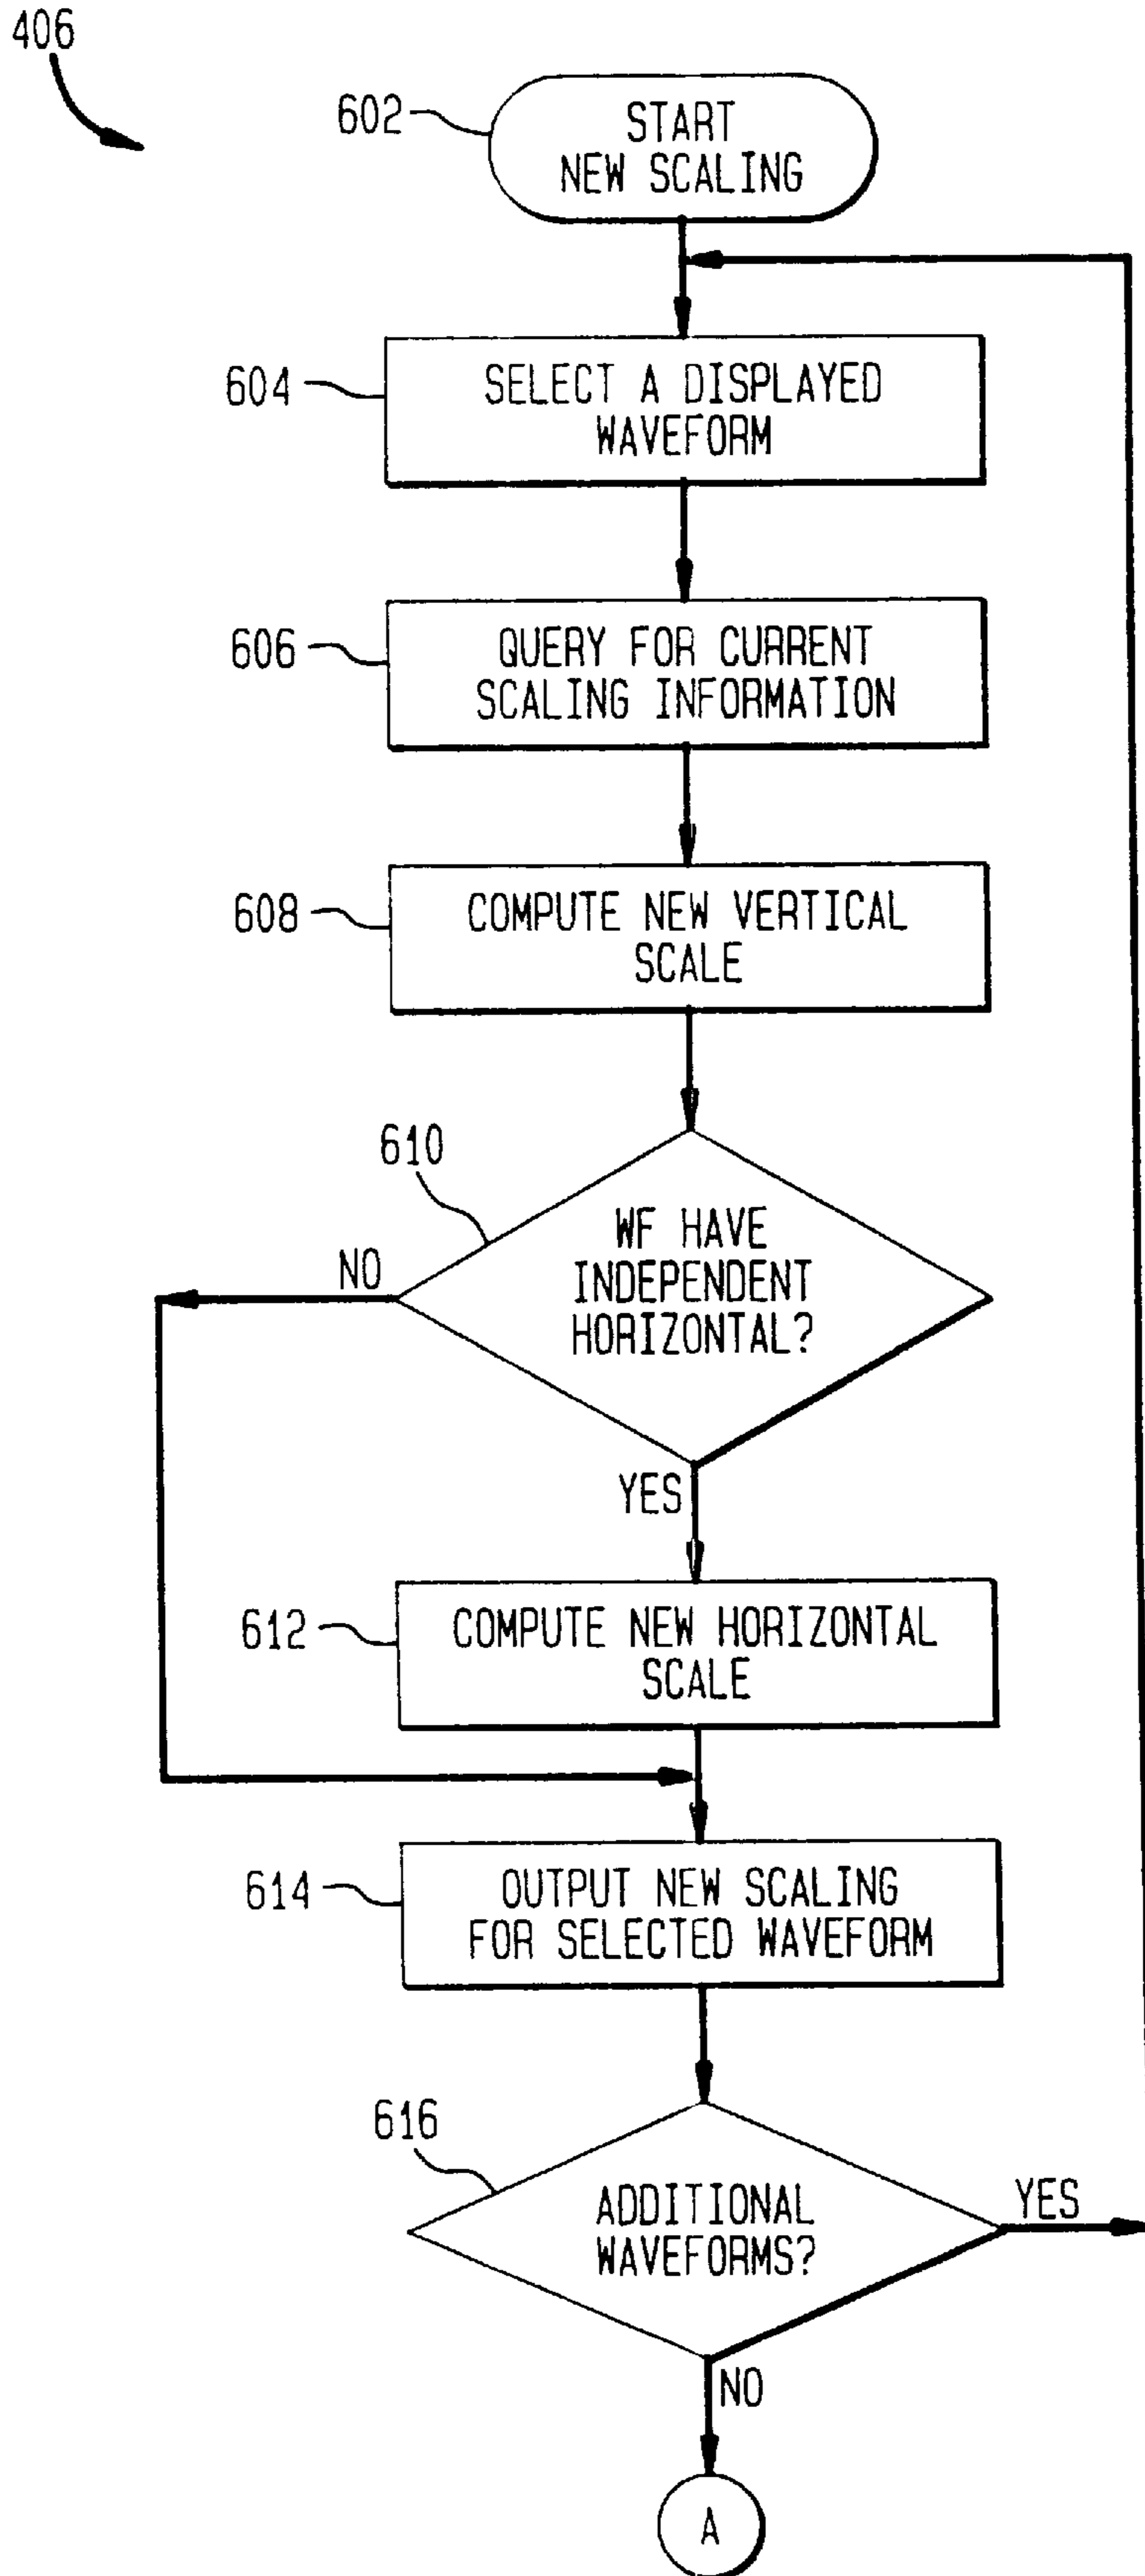 406
602
START
NEW SCALING
604
SELECT A DISPLAYED
WAVEFORM
606
QUERY FOR CURRENT
SCALING INFORMATION
608
COMPUTE NEW VERTICAL
SCALE
610
WF HAVE
INDEPENDENT
HORIZONTAL?
NO
YES
612
COMPUTE NEW HORIZONTAL
SCALE
614
OUTPUT NEW SCALING
FOR SELECTED WAVEFORM
616
ADDITIONAL
WAVEFORMS?
YES
NO
A